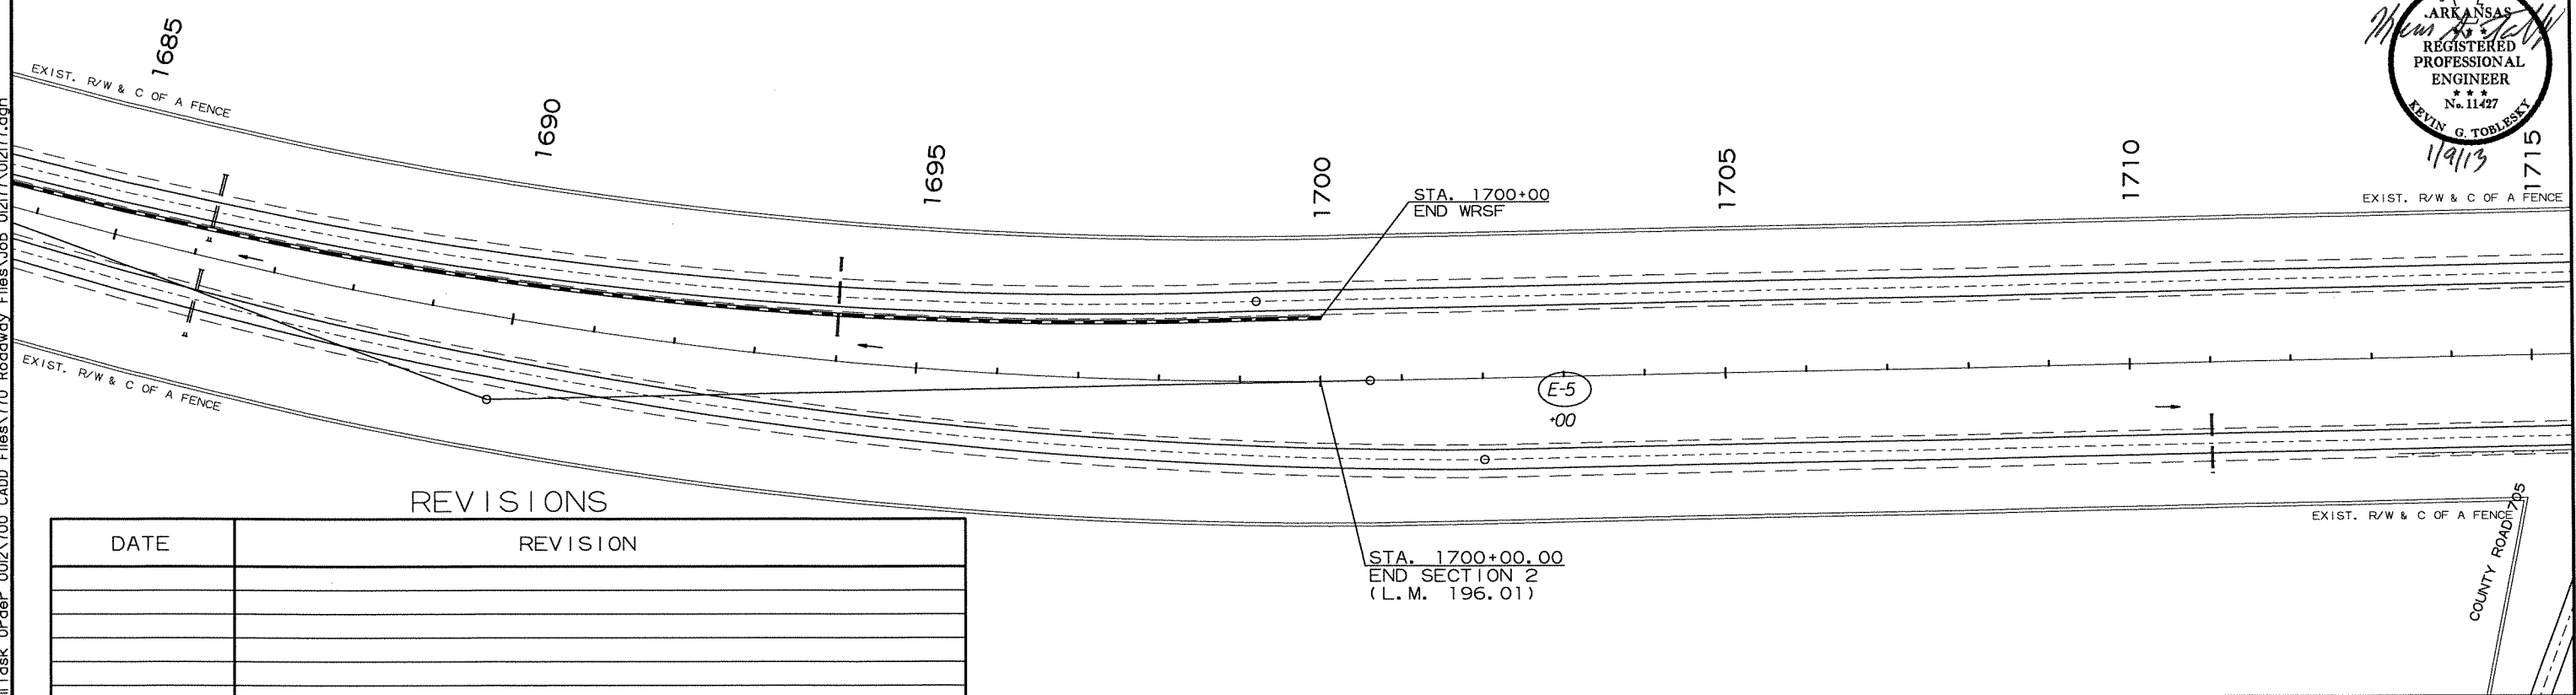 1685
1690
1695
1700
1705
1710
1715
EXIST. R/W & C OF A FENCE
ARKANSAS
★ ★ ★
REGISTERED
PROFESSIONAL
ENGINEER
★ ★ ★
No. 11427
KEVIN G. TOBLESKY
1/9/13
STA. 1700+00
END WRSF
EXIST. R/W & C OF A FENCE
EXIST. R/W & C OF A FENCE
E-5
+00
STA. 1700+00.00
END SECTION 2
(L.M. 196.01)
EXIST. R/W & C OF A FENCE
COUNTY ROAD 705
REVISIONS
DATE REVISION